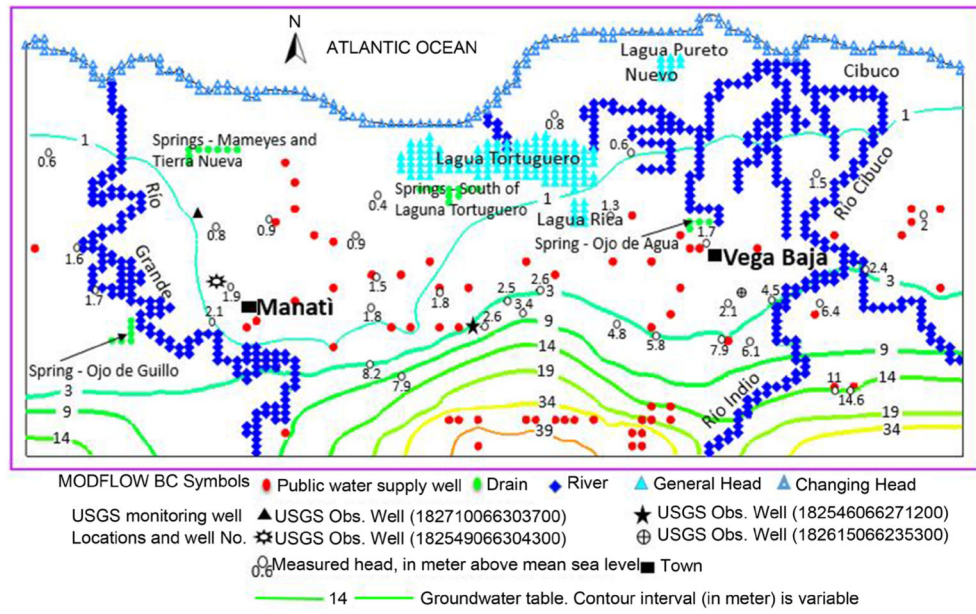 N
ATLANTIC OCEAN
Lagua Pureto
Nuevo
Cibuco
1
1
0.6
Springs - Mameyes and
Tierra Nueva
0.8
0.6
Lagua Tortuguero
1.5
Rìo Cibuco
Rìo
Grande
0.4
Springs - South of
Laguna Tortuguero
1
1.3
Lagua Rica
2
0.8
0.9
0.9
1.7
Spring - Ojo de Agua
1.6
Vega Baja
2.4
1.7
1.9
1.5
2.6
3
3
2.5
1.8
4.5
Manatì
2.1
1.8
3.4
2.1
6.4
2.6
9
4.8
5.8
7.9
6.1
Spring - Ojo de Guillo
14
9
8.2
7.9
3
19
11
14
14.6
Rìo Indio
9
34
19
14
39
34
MODFLOW BC Symbols
Public water supply well
Drain
River
General Head
Changing Head
USGS monitoring well
USGS Obs. Well (182710066303700)
USGS Obs. Well (182546066271200)
Locations and well No.
USGS Obs. Well (182549066304300)
USGS Obs. Well (182615066235300)
0.6
Measured head, in meter above mean sea level
Town
14
Groundwater table. Contour interval (in meter) is variable